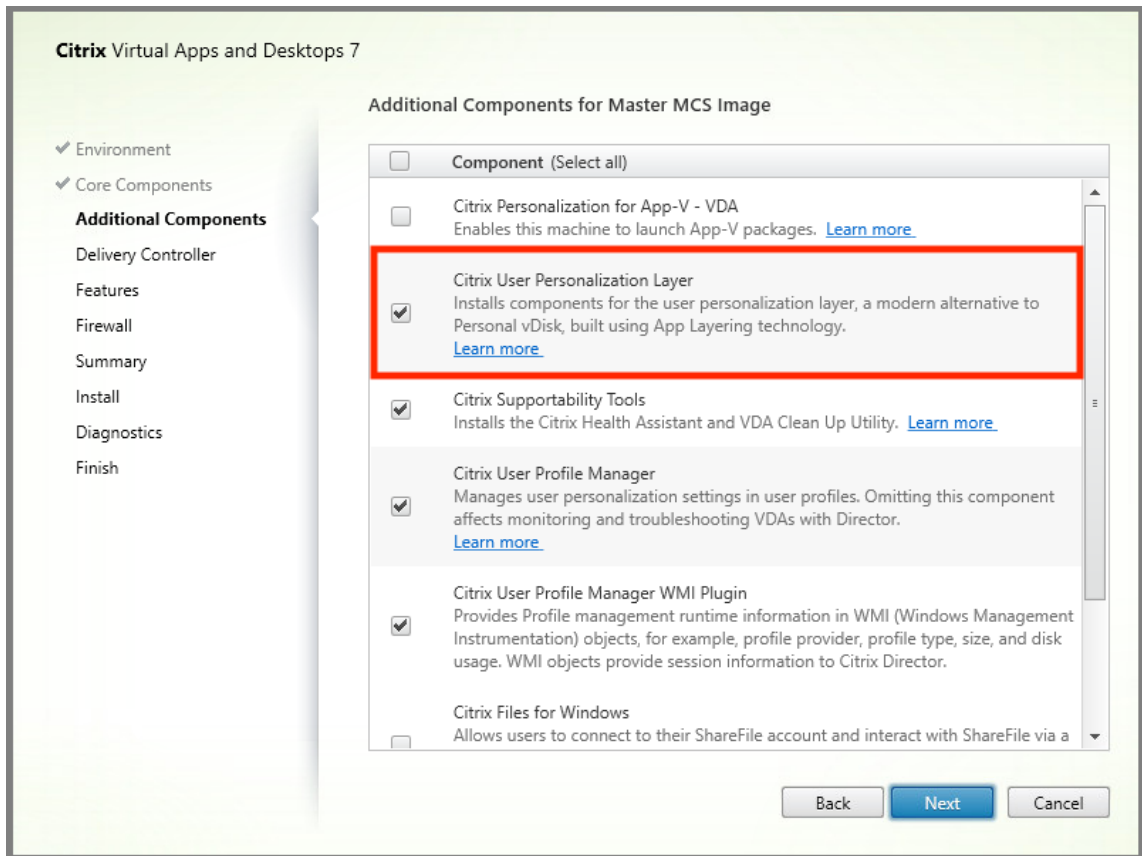 Citrix Virtual Apps and Desktops 7
Environment
Core Components
Additional Components
Delivery Controller
Features
Firewall
Summary
Install
Diagnostics
Finish
Additional Components for Master MCS Image
Component (Select all)
Citrix Personalization for App-V - VDA
Enables this machine to launch App-V packages. Learn more
Citrix User Personalization Layer
Installs components for the user personalization layer, a modern alternative to
Personal vDisk, built using App Layering technology.
Learn more
Citrix Supportability Tools
Installs the Citrix Health Assistant and VDA Clean Up Utility. Learn more
Citrix User Profile Manager
Manages user personalization settings in user profiles. Omitting this component
affects monitoring and troubleshooting VDAs with Director.
Learn more
Citrix User Profile Manager WMI Plugin
Provides Profile management runtime information in WMI (Windows Management
Instrumentation) objects, for example, profile provider, profile type, size, and disk
usage. WMI objects provide session information to Citrix Director.
Citrix Files for Windows
Allows users to connect to their ShareFile account and interact with ShareFile via a
Back Next Cancel